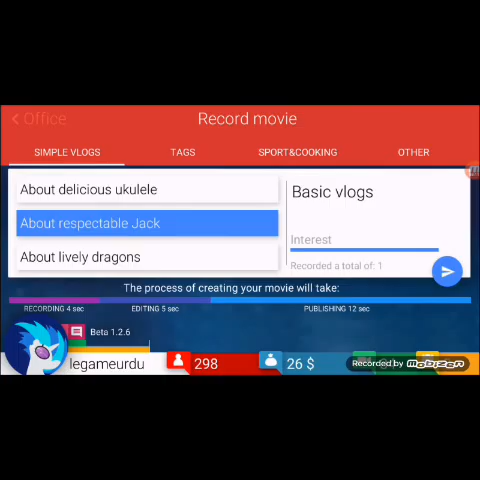 Office
Record movie
SIMPLE VLOGS
TAGS
SPORT&COOKING
OTHER
About delicious ukulele
About respectable Jack
About lively dragons
Basic vlogs
Interest
Recorded a total of: 1
The process of creating your movie will take:
RECORDING 4 sec
EDITING 5 sec
PUBLISHING 12 sec
Beta 1.2.6
legameurdu
298
26 $
Recorded by mobizen